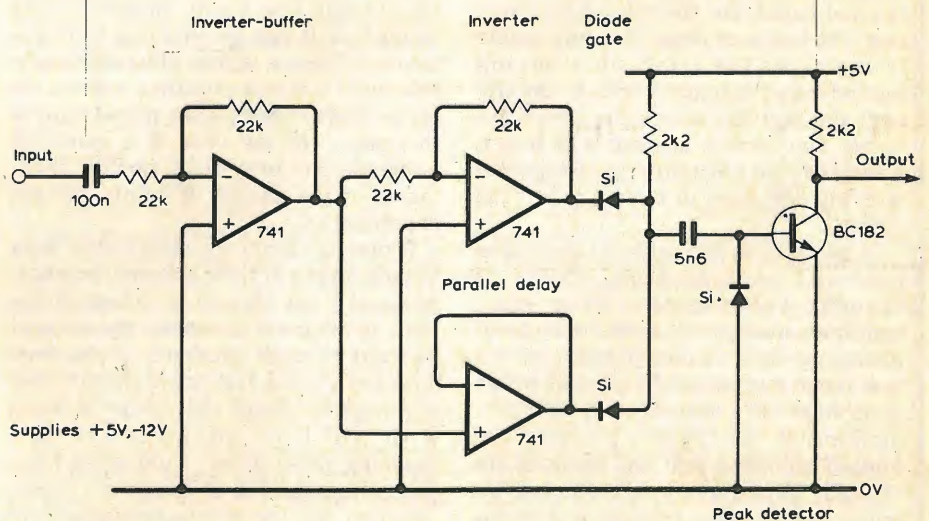 Inverter-buffer
Inverter
Diode
gate
+5V
22k
22k
2k2
2k2
Input
Output
100n
22k
−
+
741
22k
−
+
741
Si
5n6
BC182
Parallel delay
Si
−
+
741
Si
Supplies +5V,-12V
0V
Peak detector